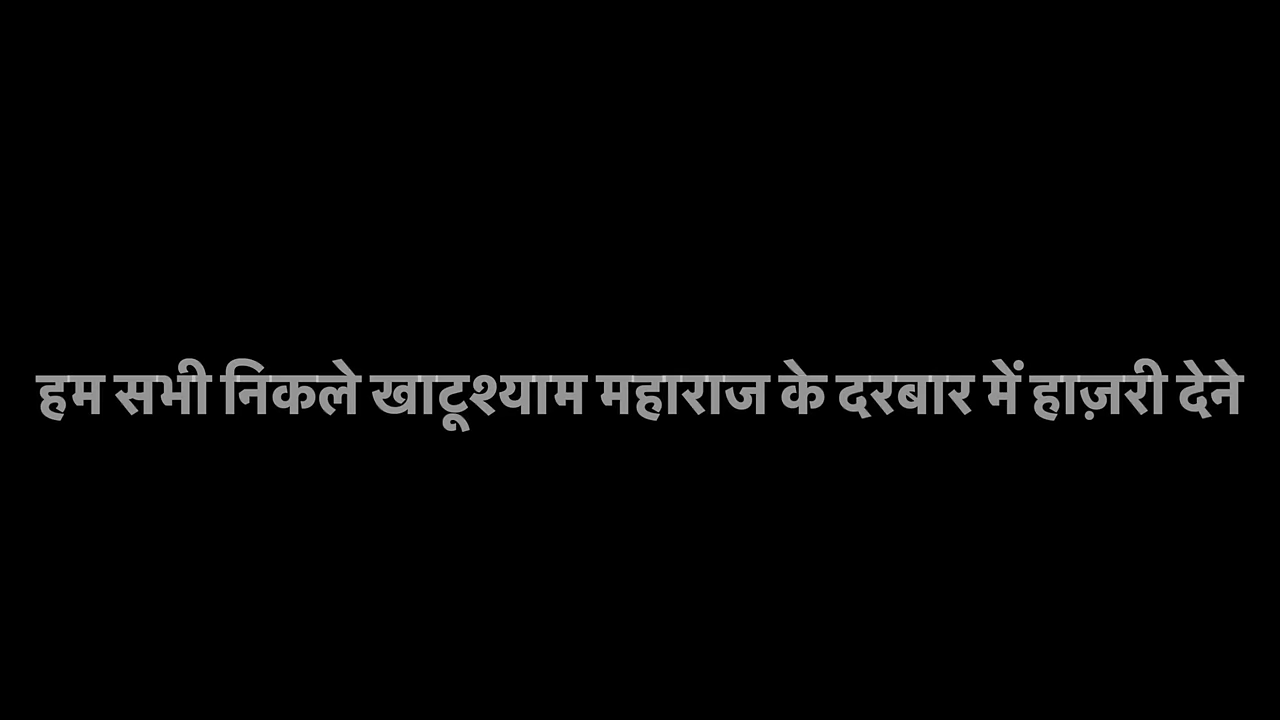 हम सभी निकले खाटूश्याम महाराज के दरबार में हाज़री देने